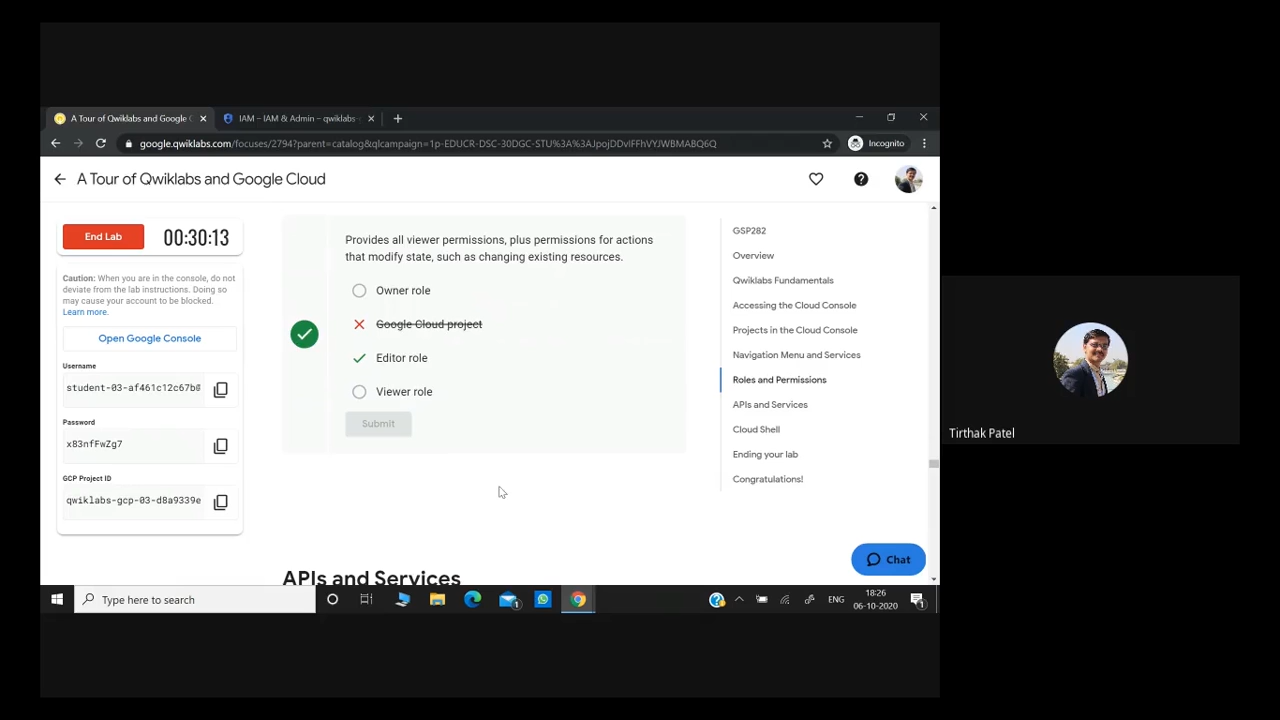 A Tour of Qwiklabs and Google C
IAM – IAM & Admin – qwiklabs-
google.qwiklabs.com/focuses/2794?parent=catalog&qlcampaign=1p-EDUCR-DSC-30DGC-STU%3A%3AJpojDDvIFFhVYJWBMABQ6Q
Incognito
A Tour of Qwiklabs and Google Cloud
End Lab
00:30:13
Caution: When you are in the console, do not
deviate from the lab instructions. Doing so
may cause your account to be blocked.
Learn more.
Open Google Console
Username
student-03-af461c12c67b0
Password
x83nfFwZg7
GCP Project ID
qwiklabs-gcp-03-d8a9339e
Provides all viewer permissions, plus permissions for actions
that modify state, such as changing existing resources.
Owner role
Google Cloud project
Editor role
Viewer role
Submit
APIs and Services
GSP282
Overview
Qwiklabs Fundamentals
Accessing the Cloud Console
Projects in the Cloud Console
Navigation Menu and Services
Roles and Permissions
APIs and Services
Cloud Shell
Ending your lab
Congratulations!
Chat
Type here to search
1
ENG
18:26
06-10-2020
1
Tirthak Patel